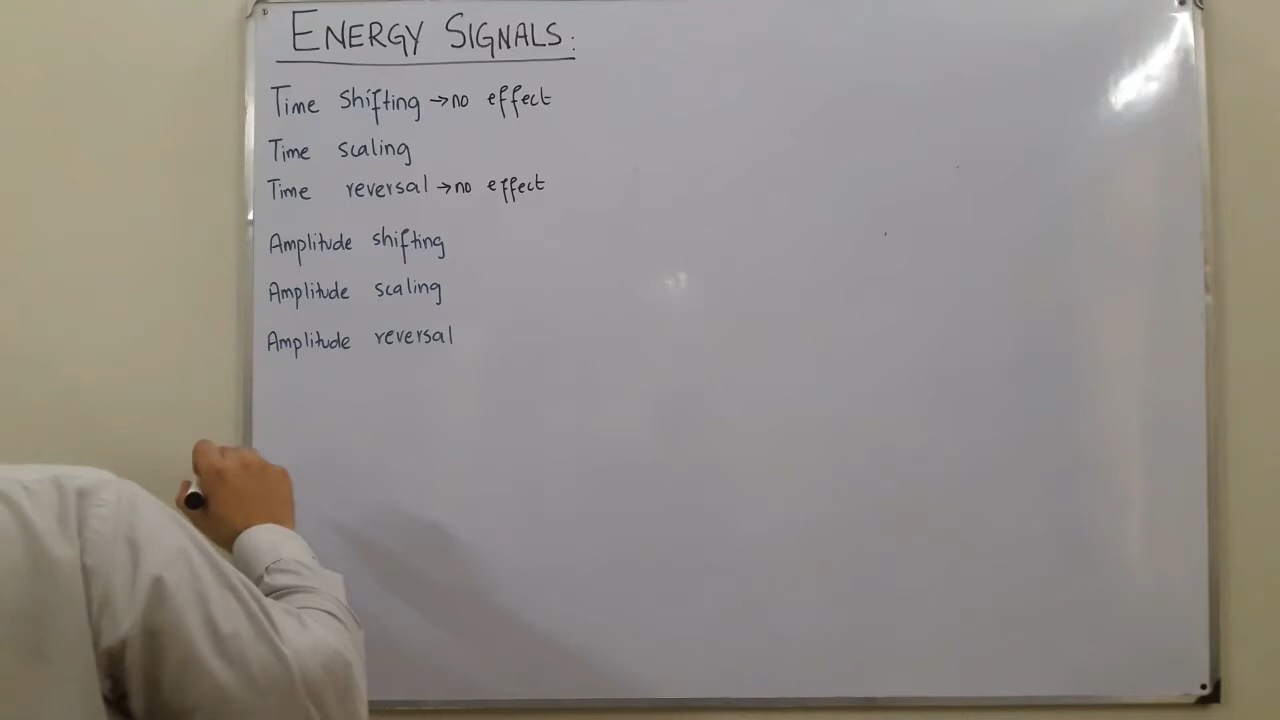 ENERGY SIGNALS:
Time shifting → no effect
Time scaling
Time reversal → no effect
Amplitude shifting
Amplitude scaling
Amplitude reversal